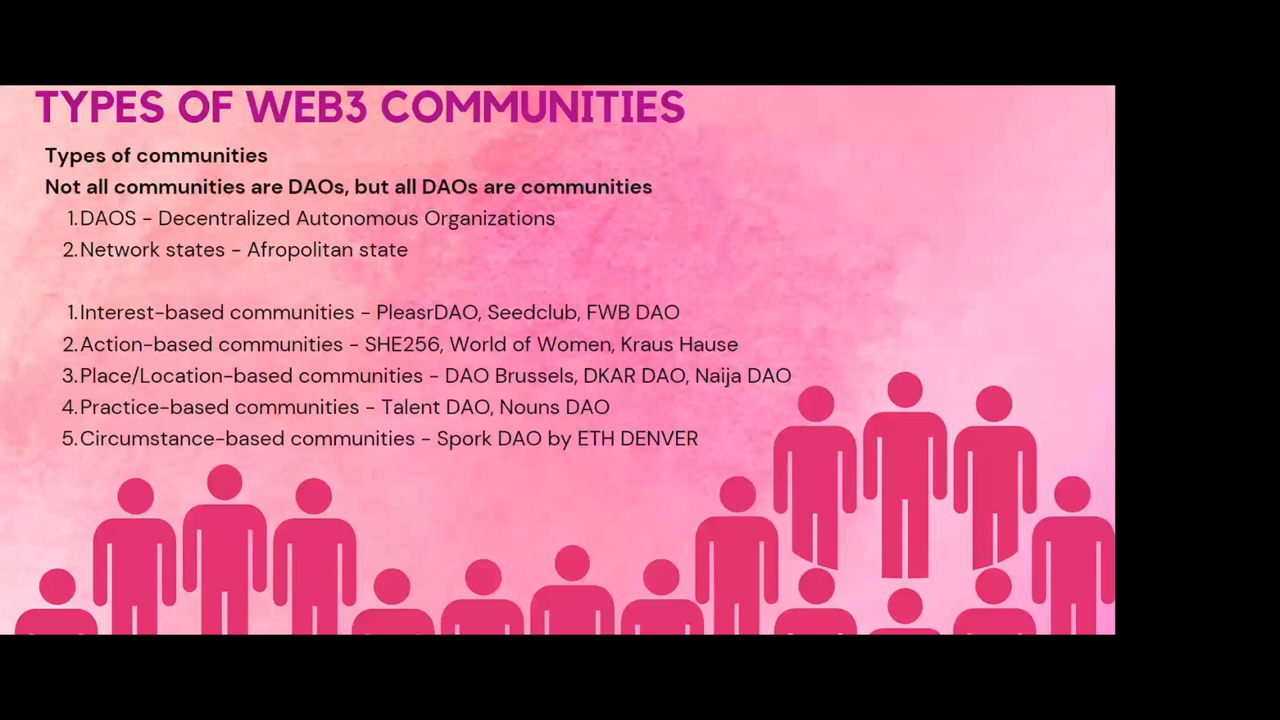 TYPES OF WEB3 COMMUNITIES
Types of communities
Not all communities are DAOs, but all DAOs are communities
1.DAOS - Decentralized Autonomous Organizations
2.Network states - Afropolitan state
1.Interest-based communities - PleasrDAO, Seedclub, FWB DAO
2.Action-based communities - SHE256, World of Women, Kraus Hause
3.Place/Location-based communities - DAO Brussels, DKAR DAO, Naija DAO
4.Practice-based communities - Talent DAO, Nouns DAO
5.Circumstance-based communities - Spork DAO by ETH DENVER